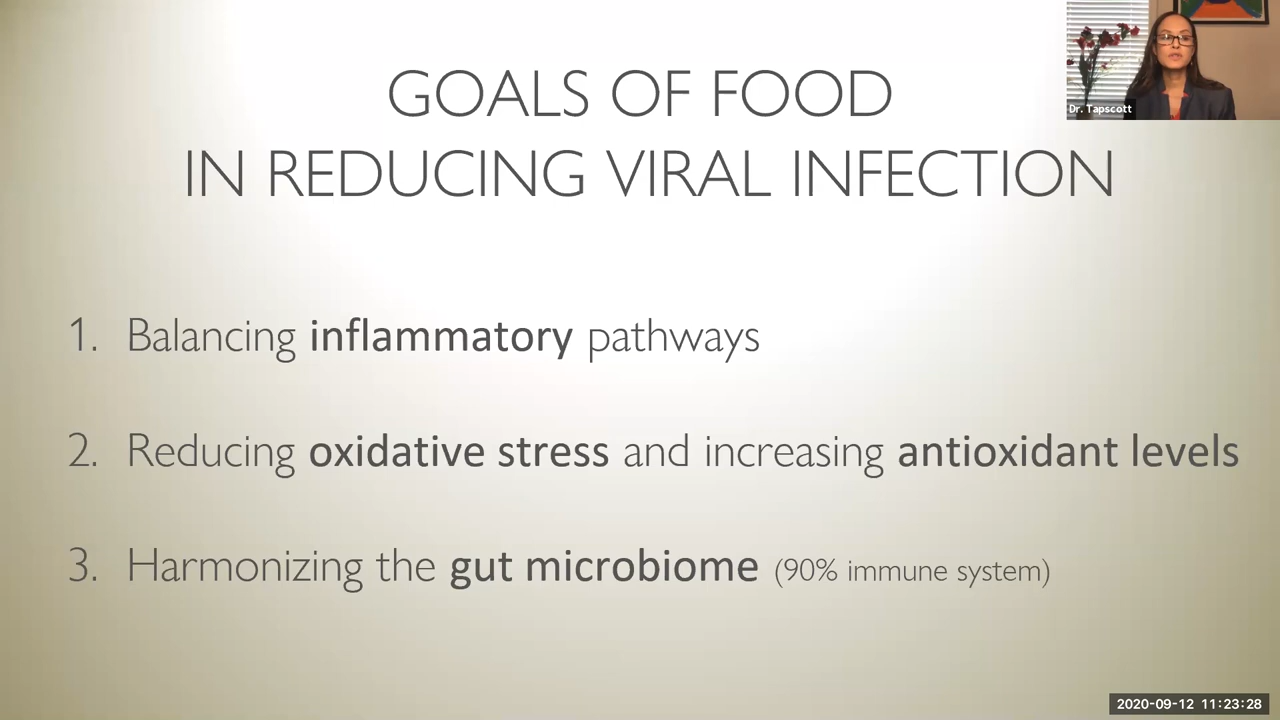 GOALS OF FOOD
IN REDUCING VIRAL INFECTION
Dr. Tapscott
1. Balancing inflammatory pathways
2. Reducing oxidative stress and increasing antioxidant levels
3. Harmonizing the gut microbiome (90% immune system)
2020-09-12 11:23:28